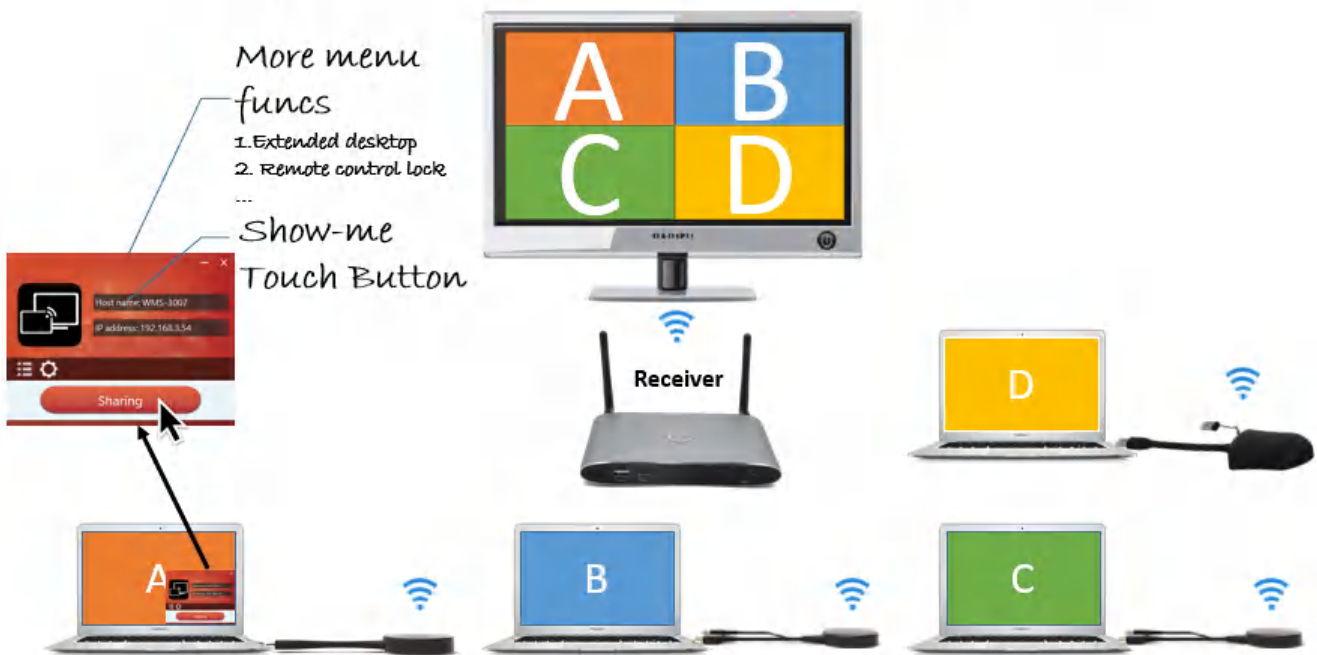 More menu
funcs
1.Extended desktop
2. Remote control lock
...
Show-me
Touch Button
A
B
C
D
Host name: WMS-3007
IP address: 192.168.3.54
Sharing
Receiver
D
A
B
C